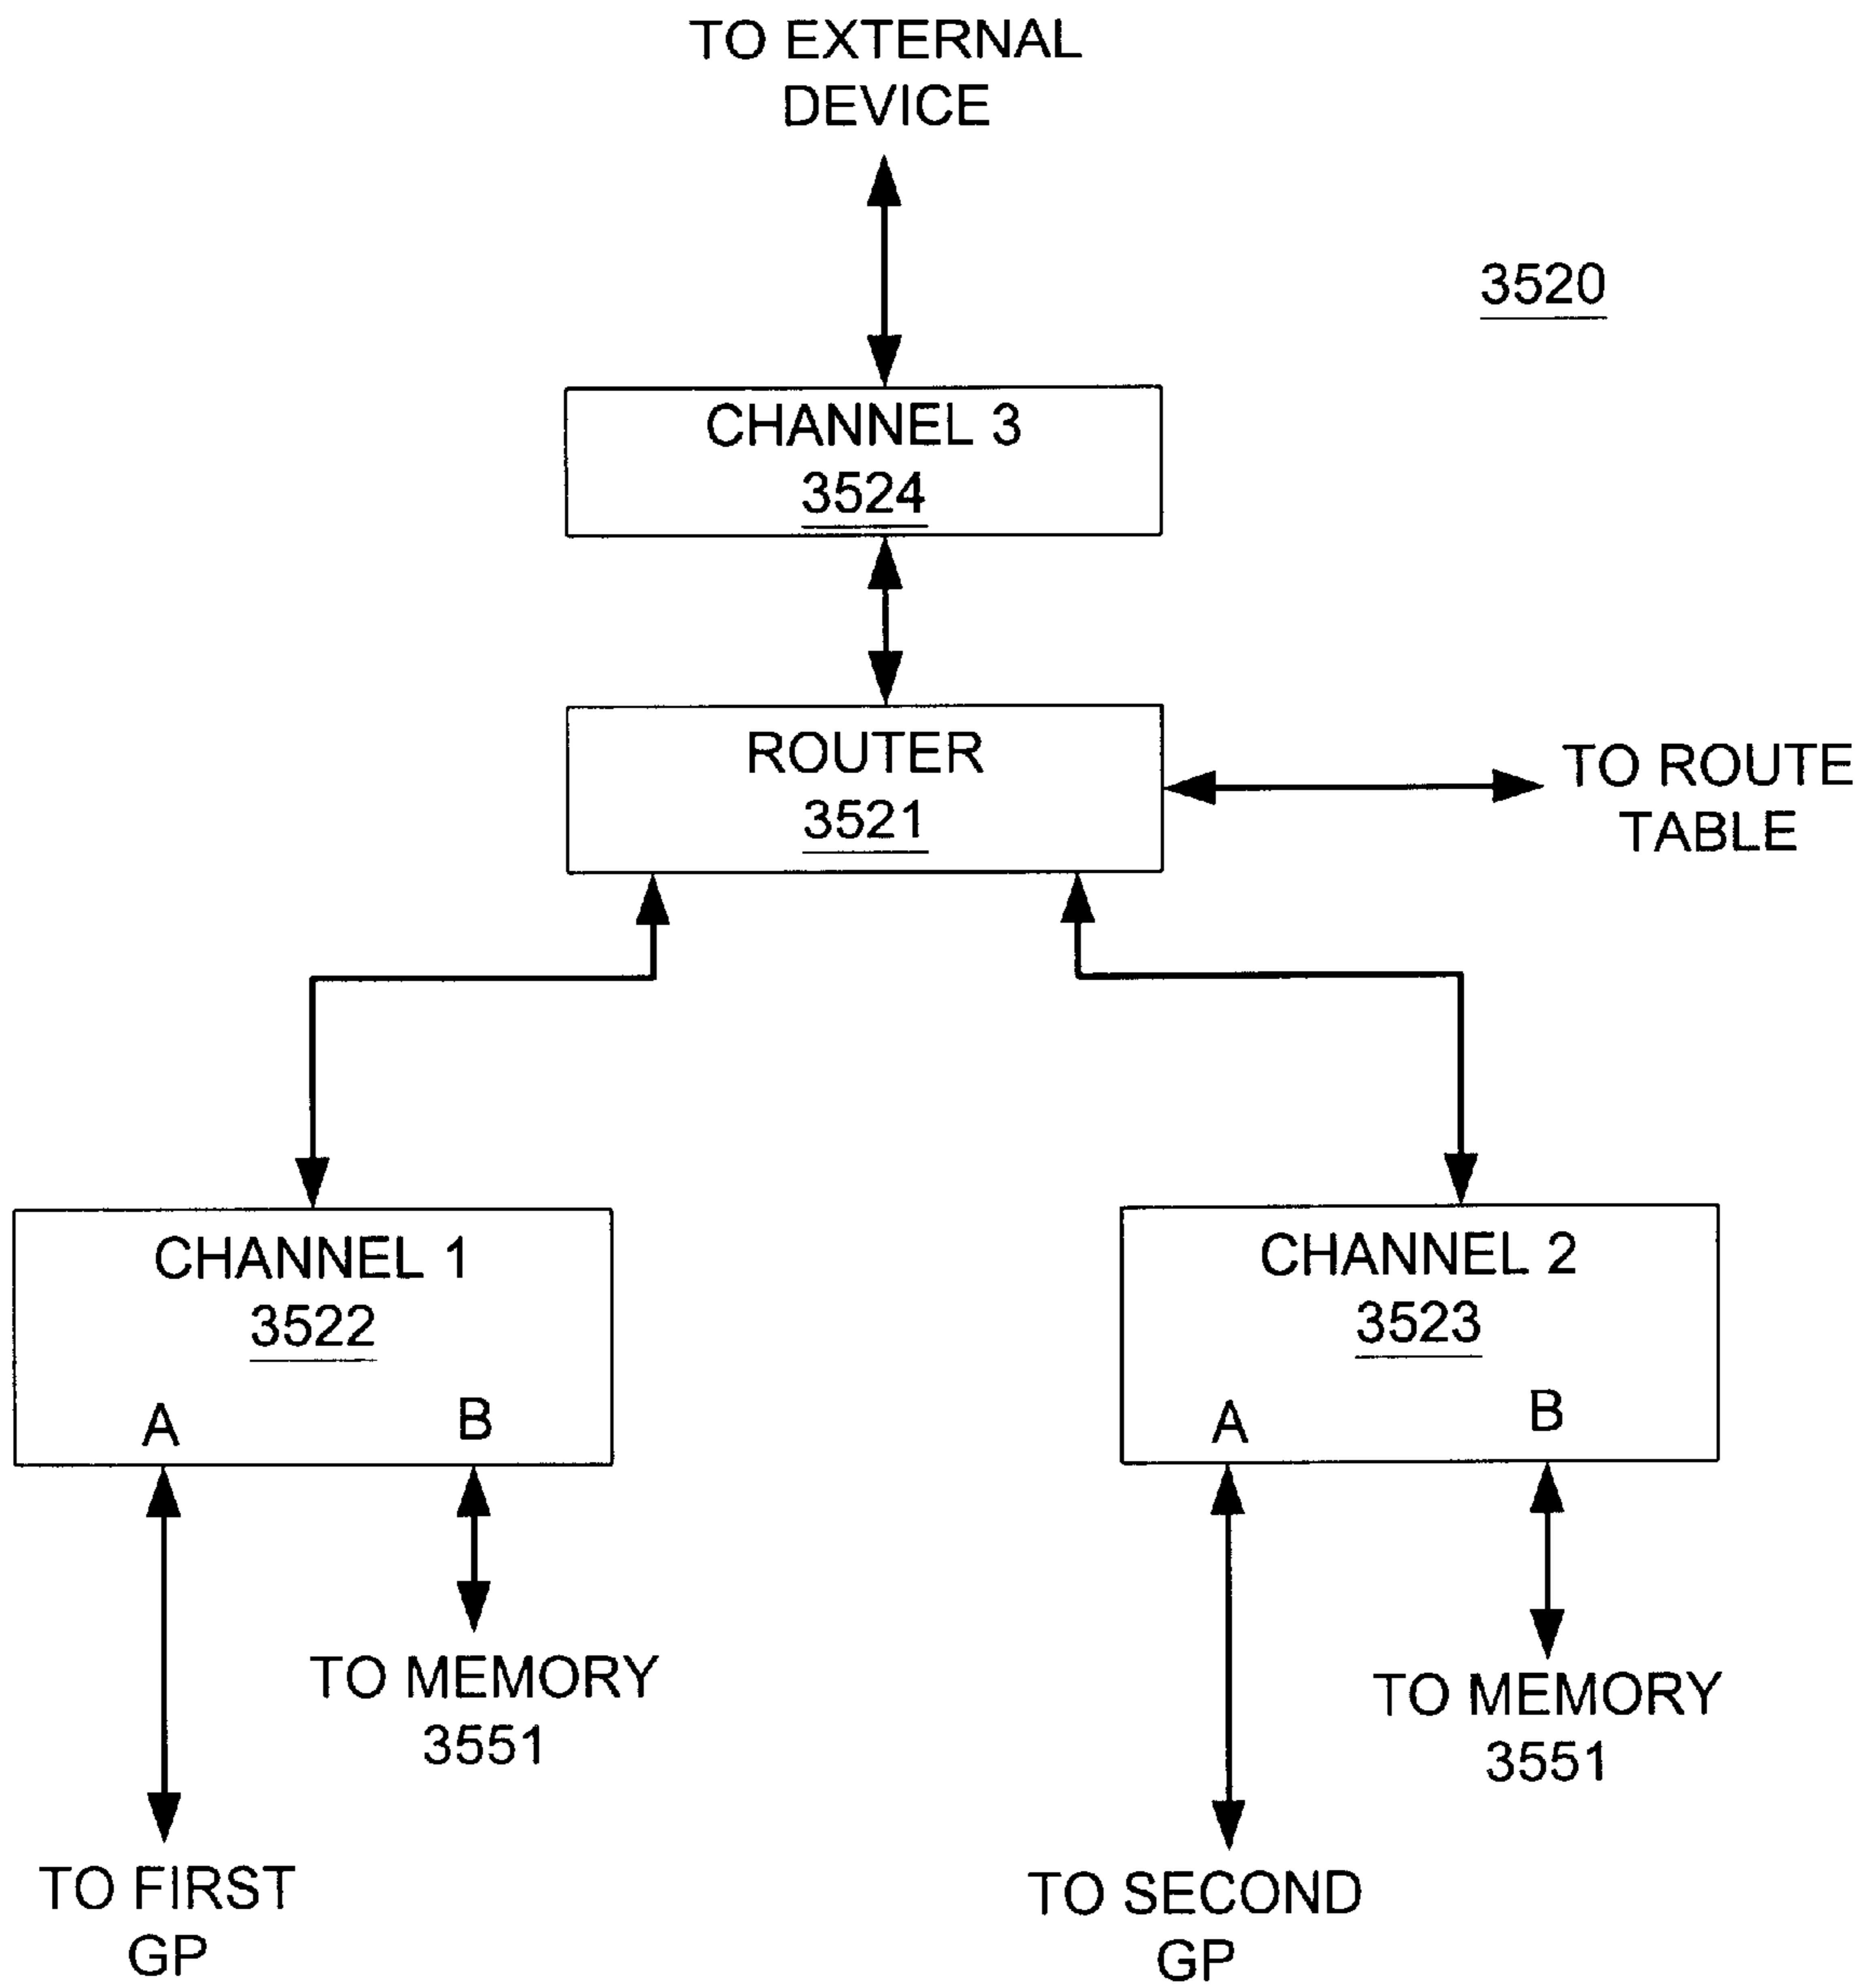 TO EXTERNAL
DEVICE
3520
CHANNEL 3
3524
ROUTER
3521
TO ROUTE
TABLE
CHANNEL 1
3522
A
B
CHANNEL 2
3523
A
B
TO MEMORY
3551
TO MEMORY
3551
TO FIRST
GP
TO SECOND
GP